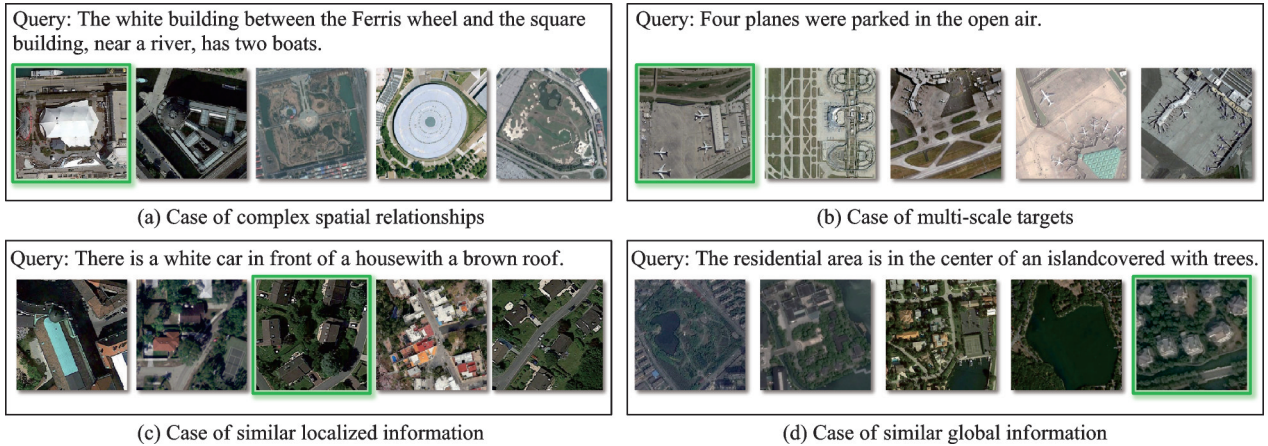 Query: The white building between the Ferris wheel and the square
building, near a river, has two boats.
(a) Case of complex spatial relationships
Query: Four planes were parked in the open air.
(b) Case of multi-scale targets
Query: There is a white car in front of a housewith a brown roof.
(c) Case of similar localized information
Query: The residential area is in the center of an islandcovered with trees.
(d) Case of similar global information